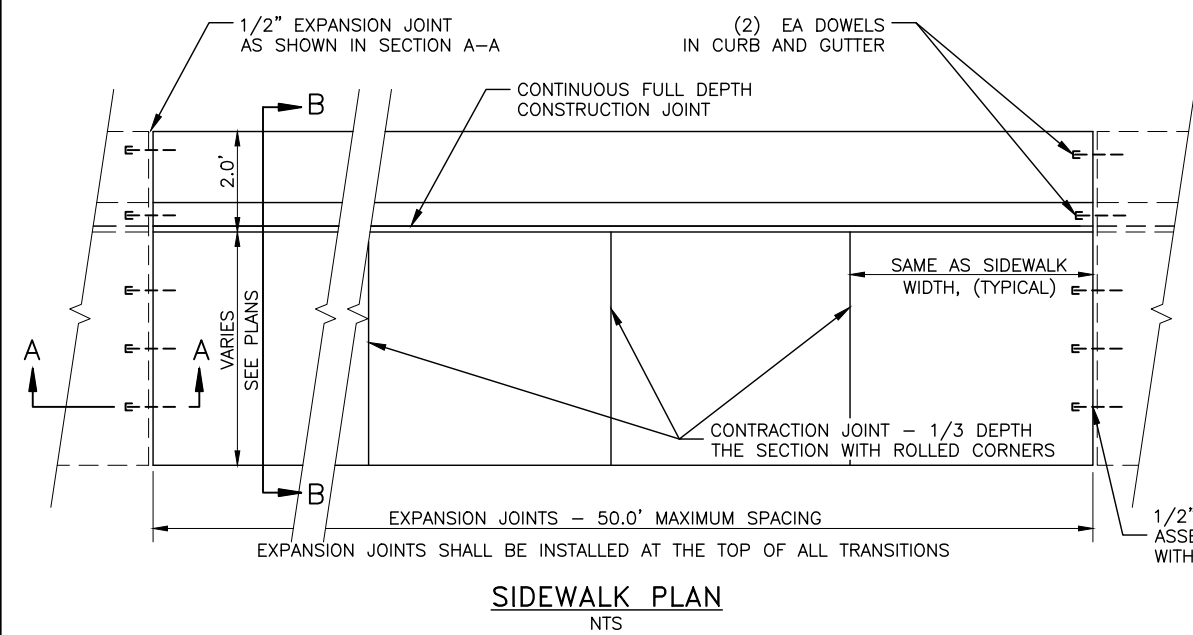 1/2" EXPANSION JOINT
AS SHOWN IN SECTION A-A
(2) EA DOWELS
IN CURB AND GUTTER
CONTINUOUS FULL DEPTH
CONSTRUCTION JOINT
B
2.0'
SAME AS SIDEWALK
WIDTH, (TYPICAL)
VARIES
SEE PLANS
A
A
CONTRACTION JOINT - 1/3 DEPTH
THE SECTION WITH ROLLED CORNERS
B
EXPANSION JOINTS - 50.0' MAXIMUM SPACING
EXPANSION JOINTS SHALL BE INSTALLED AT THE TOP OF ALL TRANSITIONS
1/2"
ASSE
WITH
SIDEWALK PLAN
NTS